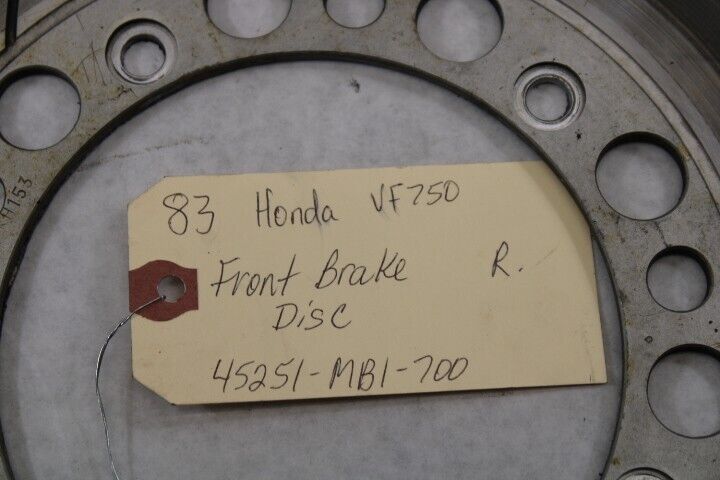 83 Honda VF750
Front Brake R.
Disc
45251-MB1-700